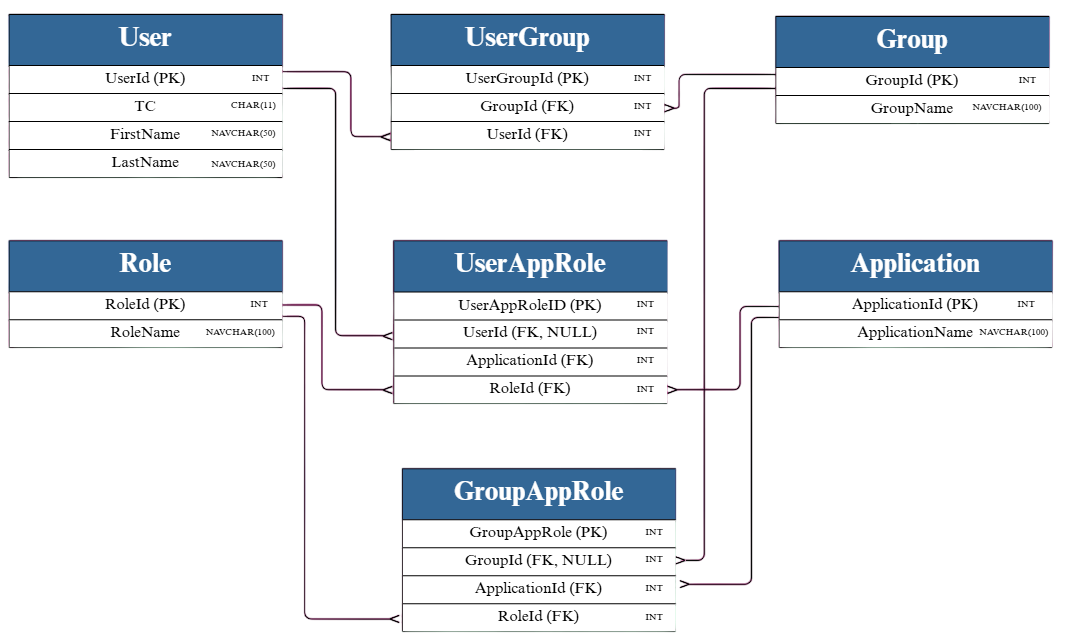 User
UserId (PK) INT
TC CHAR(11)
FirstName NAVCHAR(50)
LastName NAVCHAR(50)
UserGroup
UserGroupId (PK) INT
GroupId (FK) INT
UserId (FK) INT
Group
GroupId (PK) INT
GroupName NAVCHAR(100)
Role
RoleId (PK) INT
RoleName NAVCHAR(100)
UserAppRole
UserAppRoleID (PK) INT
UserId (FK, NULL) INT
ApplicationId (FK) INT
RoleId (FK) INT
Application
ApplicationId (PK) INT
ApplicationName NAVCHAR(100)
GroupAppRole
GroupAppRole (PK) INT
GroupId (FK, NULL) INT
ApplicationId (FK) INT
RoleId (FK) INT